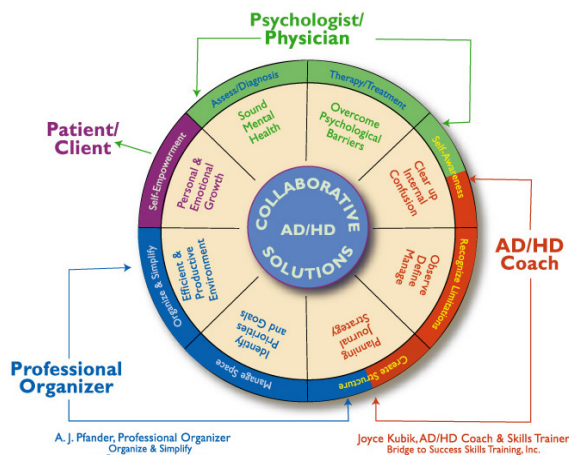 Psychologist/
Physician
Assess/Diagnosis
Therapy/Treatment
Sound
Mental
Health
Overcome
Psychological
Barriers
Patient/
Client
Self-Empowerment
Self-Awareness
Personal &
Emotional
Growth
Clear up
Internal
Confusion
COLLABORATIVE
AD/HD
SOLUTIONS
AD/HD
Coach
Efficient &
Productive
Environment
Observe
Define
Manage
Organize & Simplify
Recognize Limitations
Identify
Priorities
and Goals
Planning
Journal
Strategy
Professional
Organizer
Manage Space
Create Structure
A. J. Pfander, Professional Organizer
Organize & Simplify
Joyce Kubik, AD/HD Coach & Skills Trainer
Bridge to Success Skills Training, Inc.